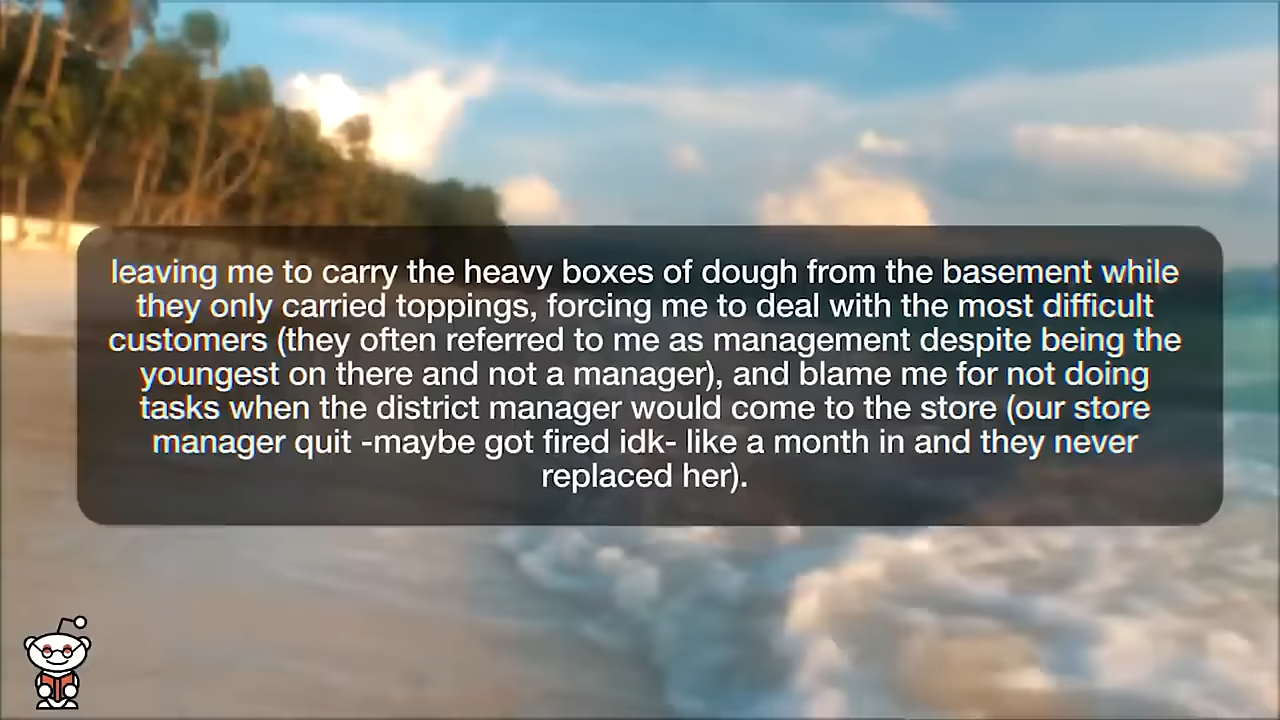 leaving me to carry the heavy boxes of dough from the basement while
they only carried toppings, forcing me to deal with the most difficult
customers (they often referred to me as management despite being the
youngest on there and not a manager), and blame me for not doing
tasks when the district manager would come to the store (our store
manager quit -maybe got fired idk- like a month in and they never
replaced her).